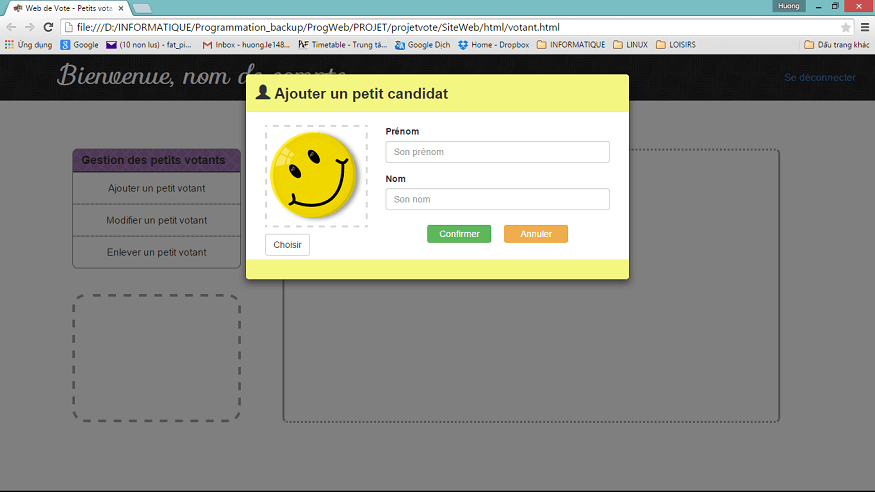 Web de Vote - Petits vota
Huong
file:///D:/INFORMATIQUE/Programmation_backup/ProgWeb/PROJET/projetvote/SiteWeb/html/votant.html
Ứng dụng Google (10 non lus) - fat_pi... Inbox - huong.le148... Timetable - Trung tâ... Google Dịch Home - Dropbox INFORMATIQUE LINUX LOISIRS Dấu trang khác
Bienvenue, nom de compte
Se déconnecter
Ajouter un petit candidat
Prénom
Son prénom
Nom
Son nom
Confirmer Annuler
Choisir
Gestion des petits votants
Ajouter un petit votant
Modifier un petit votant
Enlever un petit votant